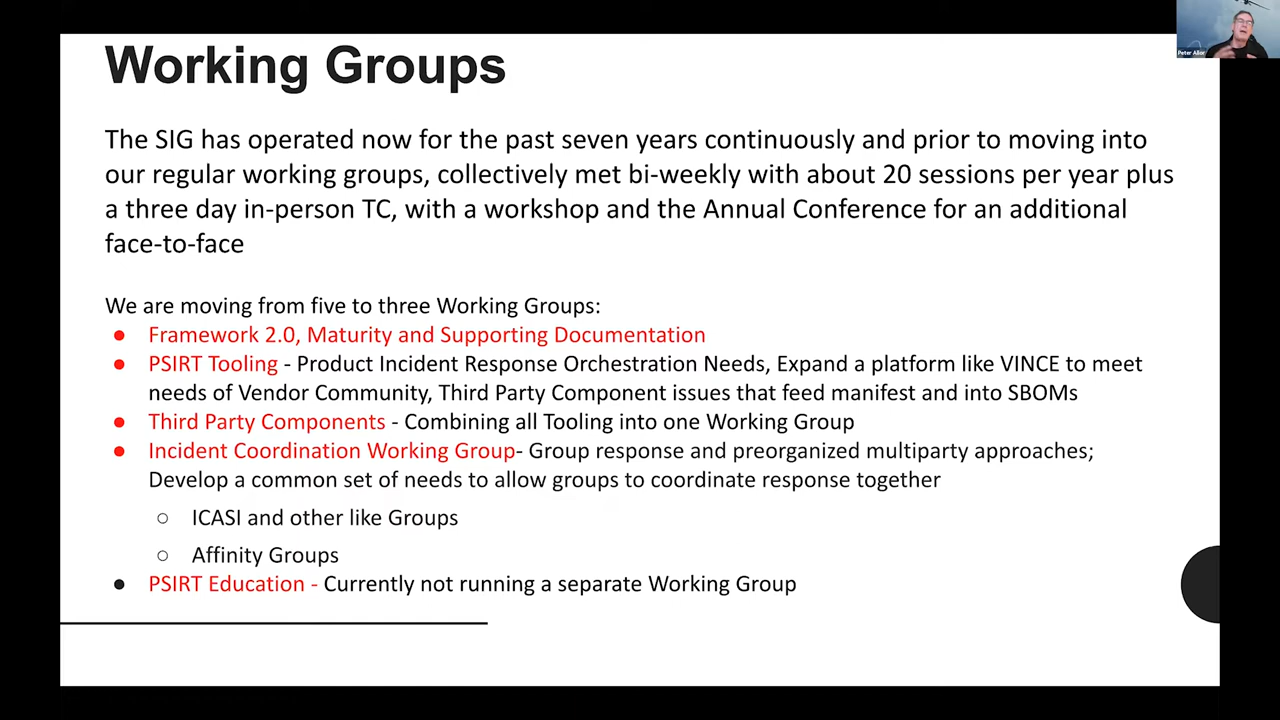 Working Groups
Peter Allor
The SIG has operated now for the past seven years continuously and prior to moving into
our regular working groups, collectively met bi-weekly with about 20 sessions per year plus
a three day in-person TC, with a workshop and the Annual Conference for an additional
face-to-face
We are moving from five to three Working Groups:
● Framework 2.0, Maturity and Supporting Documentation
● PSIRT Tooling - Product Incident Response Orchestration Needs, Expand a platform like VINCE to meet
needs of Vendor Community, Third Party Component issues that feed manifest and into SBOMs
● Third Party Components - Combining all Tooling into one Working Group
● Incident Coordination Working Group- Group response and preorganized multiparty approaches;
Develop a common set of needs to allow groups to coordinate response together
○ ICASI and other like Groups
○ Affinity Groups
● PSIRT Education - Currently not running a separate Working Group